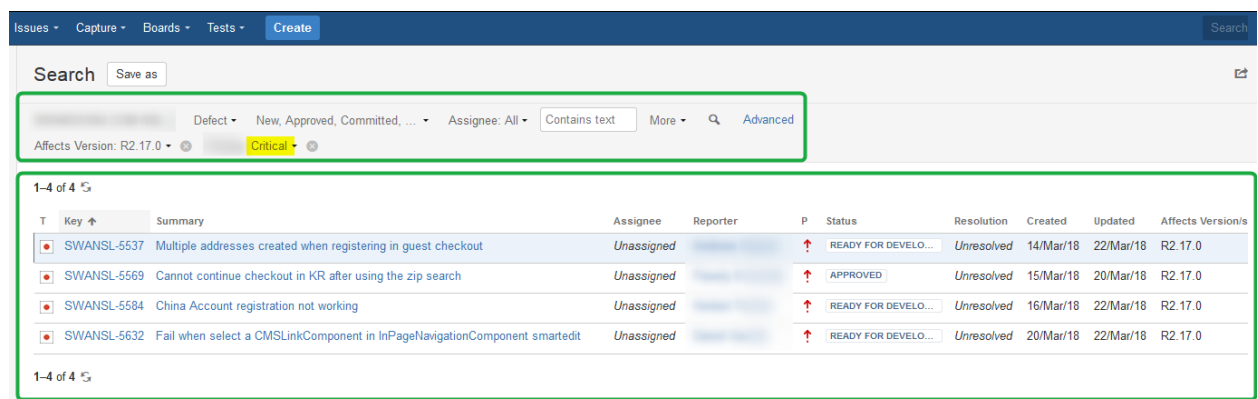 Issues Capture Boards Tests Create Search
Search Save as
Defect New, Approved, Committed, ... Assignee: All Contains text More Advanced
Affects Version: R2.17.0 Critical
1–4 of 4
T Key Summary Assignee Reporter P Status Resolution Created Updated Affects Version/s
SWANSL-5537 Multiple addresses created when registering in guest checkout Unassigned READY FOR DEVELO... Unresolved 14/Mar/18 22/Mar/18 R2.17.0
SWANSL-5569 Cannot continue checkout in KR after using the zip search Unassigned APPROVED Unresolved 15/Mar/18 20/Mar/18 R2.17.0
SWANSL-5584 China Account registration not working Unassigned READY FOR DEVELO... Unresolved 16/Mar/18 22/Mar/18 R2.17.0
SWANSL-5632 Fail when select a CMSLinkComponent in InPageNavigationComponent smartedit Unassigned READY FOR DEVELO... Unresolved 20/Mar/18 22/Mar/18 R2.17.0
1–4 of 4